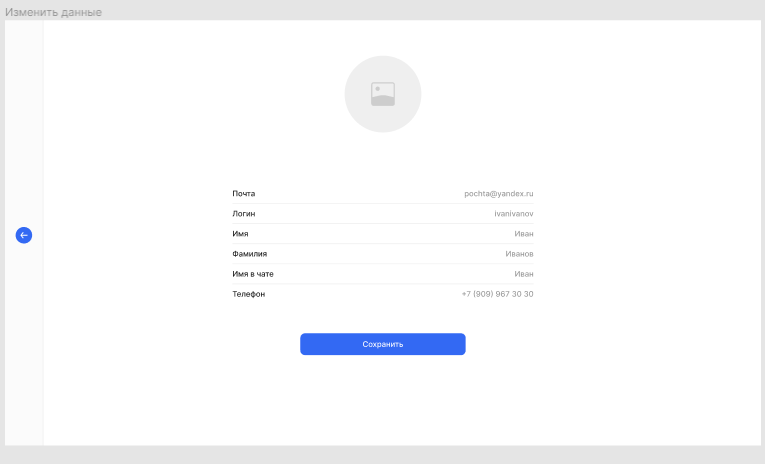 Изменить данные
Почта pochta@yandex.ru
Логин ivanivanov
Имя Иван
Фамилия Иванов
Имя в чате Иван
Телефон +7 (909) 967 30 30
Сохранить